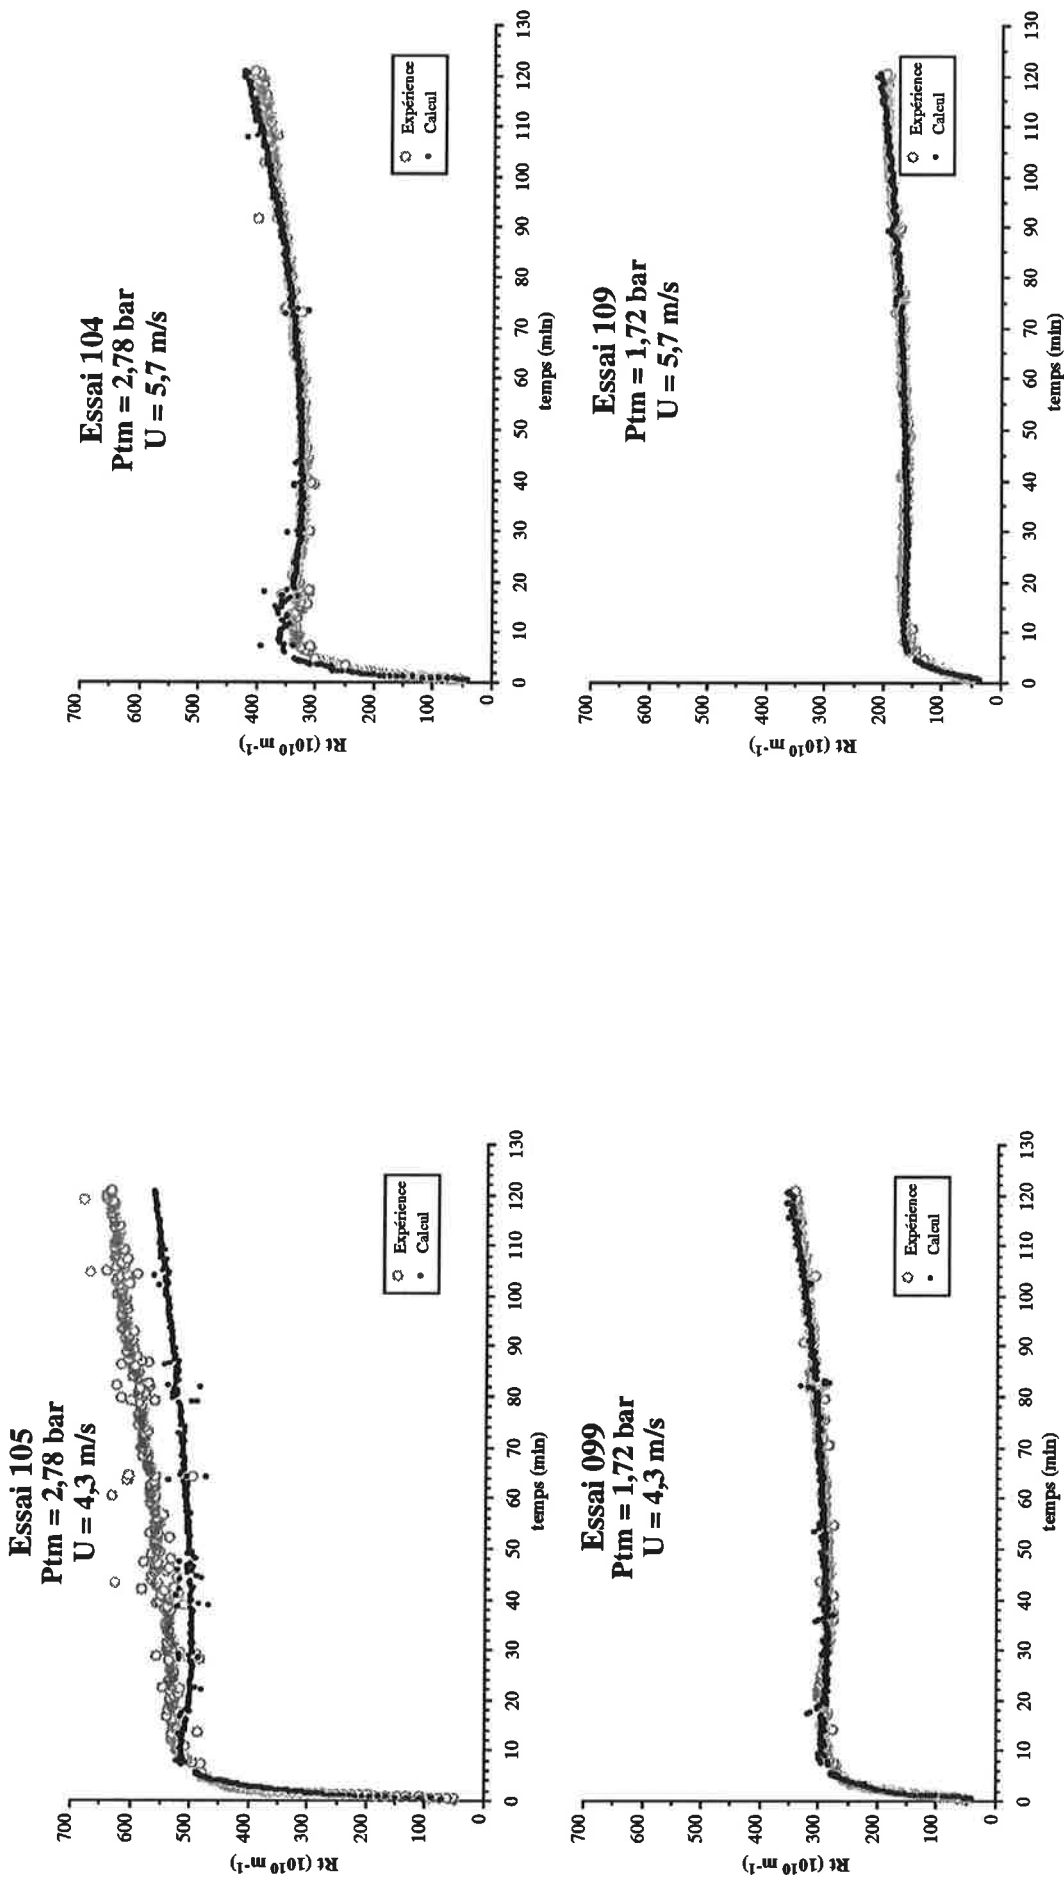 Essai 105
Ptm = 2,78 bar
U = 4,3 m/s
Rt (10¹⁰ m⁻¹)
700
600
500
400
300
200
100
0
0 10 20 30 40 50 60 70 80 90 100 110 120 130
temps (min)
Expérience
Calcul
Essai 104
Ptm = 2,78 bar
U = 5,7 m/s
Rt (10¹⁰ m⁻¹)
700
600
500
400
300
200
100
0
0 10 20 30 40 50 60 70 80 90 100 110 120 130
temps (min)
Expérience
Calcul
Essai 099
Ptm = 1,72 bar
U = 4,3 m/s
Rt (10¹⁰ m⁻¹)
700
600
500
400
300
200
100
0
0 10 20 30 40 50 60 70 80 90 100 110 120 130
temps (min)
Expérience
Calcul
Essai 109
Ptm = 1,72 bar
U = 5,7 m/s
Rt (10¹⁰ m⁻¹)
700
600
500
400
300
200
100
0
0 10 20 30 40 50 60 70 80 90 100 110 120 130
temps (min)
Expérience
Calcul